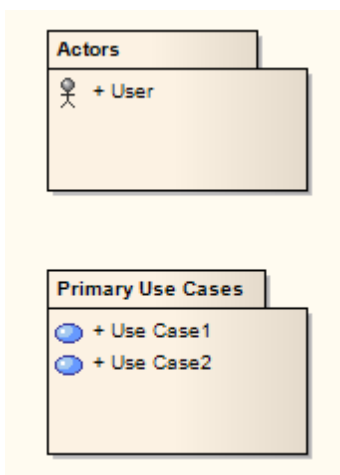 Actors
+ User
Primary Use Cases
+ Use Case1
+ Use Case2